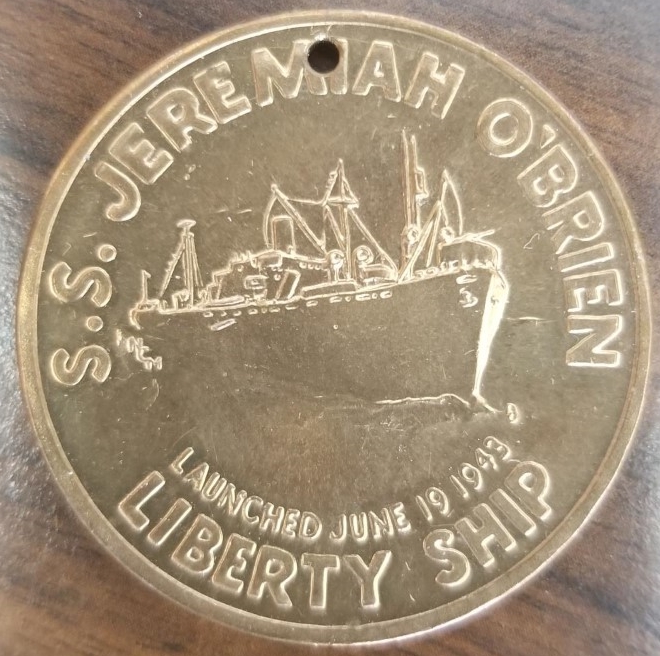 S.S. JEREMIAH O'BRIEN
LAUNCHED JUNE 19 1943
LIBERTY SHIP